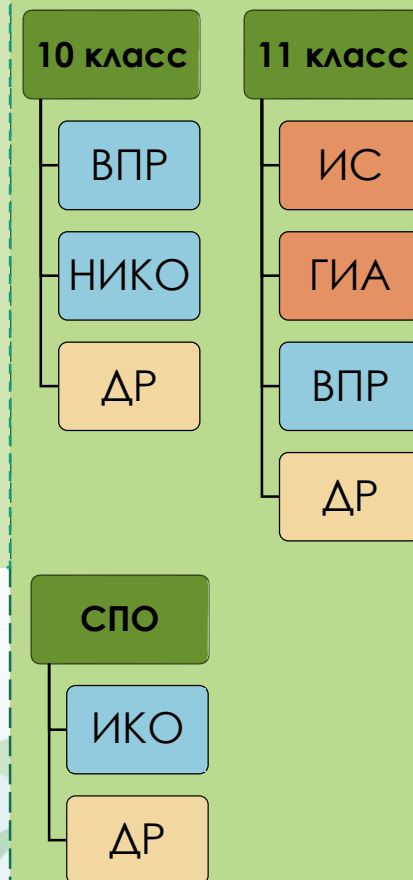 10 класс
ВПР
НИКО
ДР
11 класс
ИС
ГИА
ВПР
ДР
СПО
ИКО
ДР